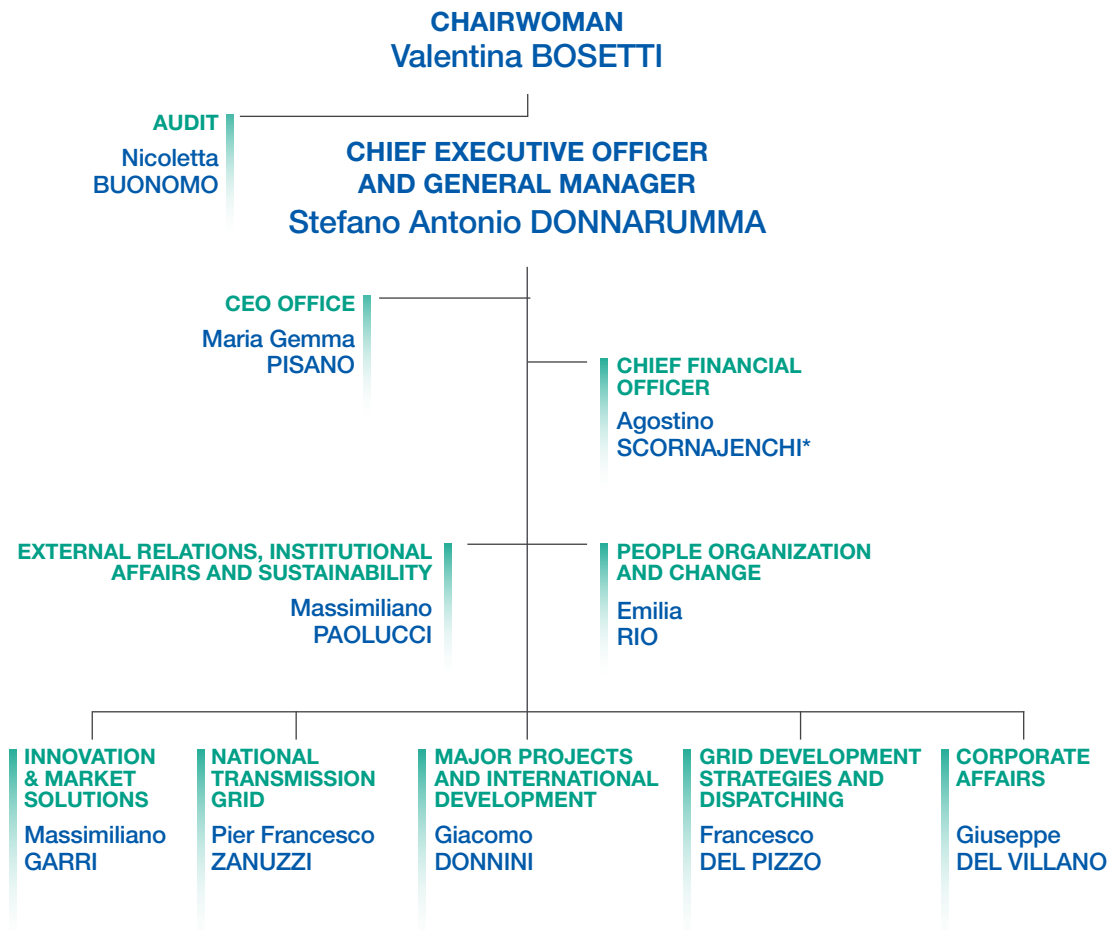 CHAIRWOMAN
Valentina BOSETTI
AUDIT
Nicoletta
BUONOMO
CHIEF EXECUTIVE OFFICER
AND GENERAL MANAGER
Stefano Antonio DONNARUMMA
CEO OFFICE
Maria Gemma
PISANO
CHIEF FINANCIAL
OFFICER
Agostino
SCORNAJENCHI*
EXTERNAL RELATIONS, INSTITUTIONAL
AFFAIRS AND SUSTAINABILITY
Massimiliano
PAOLUCCI
PEOPLE ORGANIZATION
AND CHANGE
Emilia
RIO
INNOVATION
& MARKET
SOLUTIONS
Massimiliano
GARRI
NATIONAL
TRANSMISSION
GRID
Pier Francesco
ZANUZZI
MAJOR PROJECTS
AND INTERNATIONAL
DEVELOPMENT
Giacomo
DONNINI
GRID DEVELOPMENT
STRATEGIES AND
DISPATCHING
Francesco
DEL PIZZO
CORPORATE
AFFAIRS
Giuseppe
DEL VILLANO